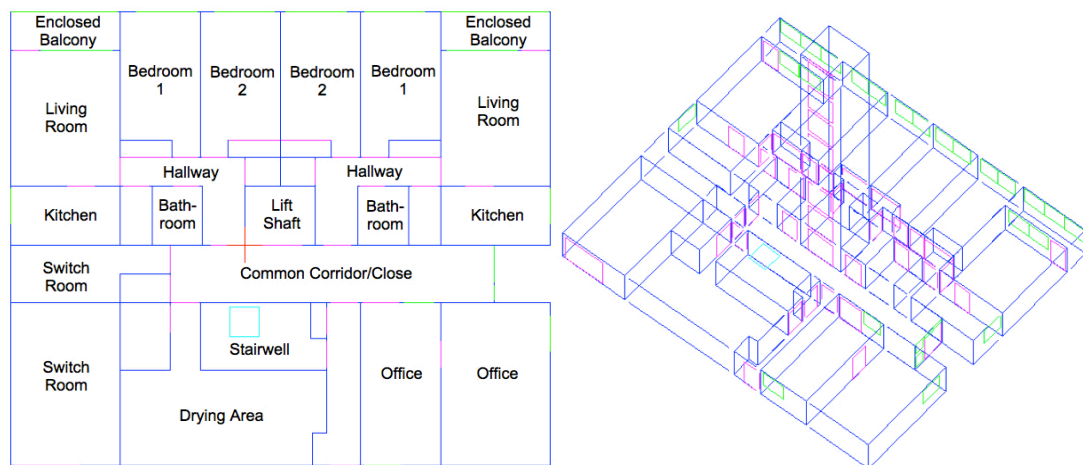 Enclosed
Balcony
Enclosed
Balcony
Bedroom
1
Bedroom
2
Bedroom
2
Bedroom
1
Living
Room
Living
Room
Hallway
Hallway
Kitchen
Bath-
room
Lift
Shaft
Bath-
room
Kitchen
Switch
Room
Common Corridor/Close
Stairwell
Switch
Room
Office
Office
Drying Area